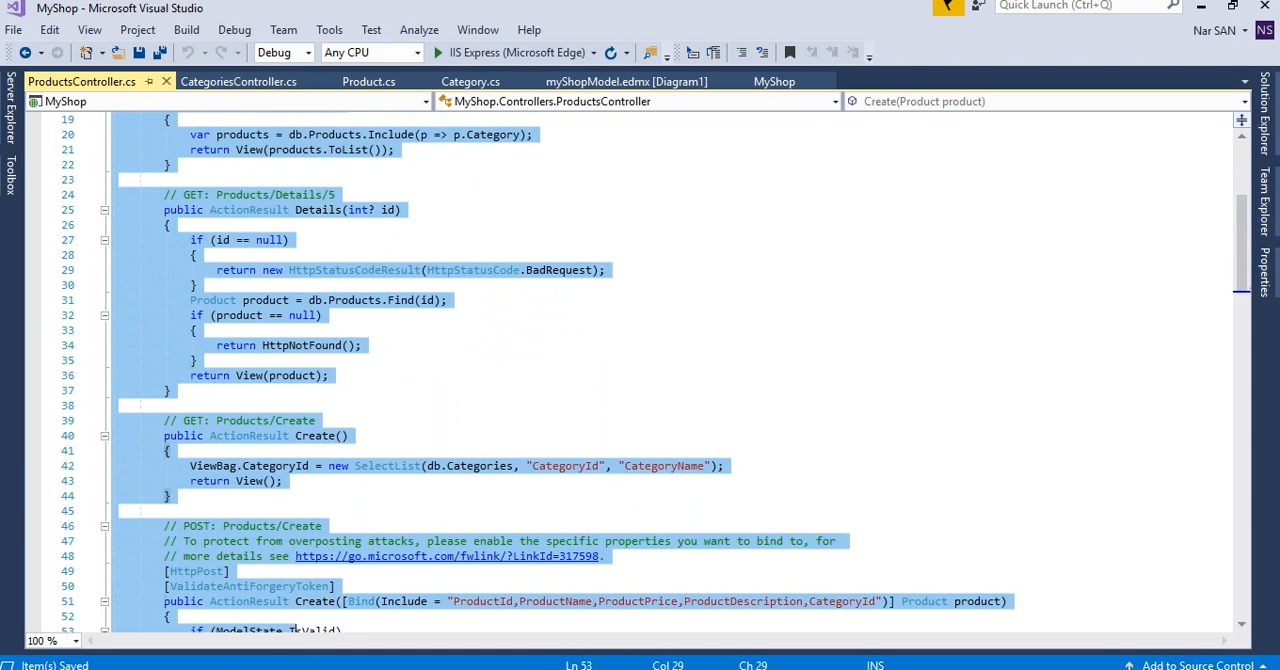 MyShop - Microsoft Visual Studio
Quick Launch (Ctrl+Q)
File Edit View Project Build Debug Team Tools Test Analyze Window Help
Nar SAN NS
Debug Any CPU IIS Express (Microsoft Edge)
ProductsController.cs CategoriesController.cs Product.cs Category.cs myShopModel.edmx [Diagram1] MyShop
MyShop MyShop.Controllers.ProductsController Create(Product product)
Server Explorer
Toolbox
Solution Explorer
Team Explorer
Properties
19 {
20 var products = db.Products.Include(p => p.Category);
21 return View(products.ToList());
22 }
23
24 // GET: Products/Details/5
25 public ActionResult Details(int? id)
26 {
27 if (id == null)
28 {
29 return new HttpStatusCodeResult(HttpStatusCode.BadRequest);
30 }
31 Product product = db.Products.Find(id);
32 if (product == null)
33 {
34 return HttpNotFound();
35 }
36 return View(product);
37 }
38
39 // GET: Products/Create
40 public ActionResult Create()
41 {
42 ViewBag.CategoryId = new SelectList(db.Categories, "CategoryId", "CategoryName");
43 return View();
44 }
45
46 // POST: Products/Create
47 // To protect from overposting attacks, please enable the specific properties you want to bind to, for
48 // more details see https://go.microsoft.com/fwlink/?LinkId=317598.
49 [HttpPost]
50 [ValidateAntiForgeryToken]
51 public ActionResult Create([Bind(Include = "ProductId,ProductName,ProductPrice,ProductDescription,CategoryId")] Product product)
52 {
53 if (ModelState.IsValid)
100 %
Item(s) Saved Ln 53 Col 29 Ch 29 INS Add to Source Control